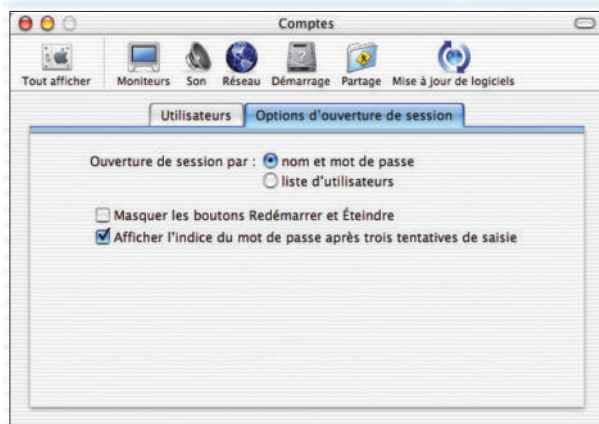 Comptes
Tout afficher Moniteurs Son Réseau Démarrage Partage Mise à jour de logiciels
Utilisateurs Options d'ouverture de session
Ouverture de session par : nom et mot de passe
liste d'utilisateurs
Masquer les boutons Redémarrer et Éteindre
Afficher l'indice du mot de passe après trois tentatives de saisie